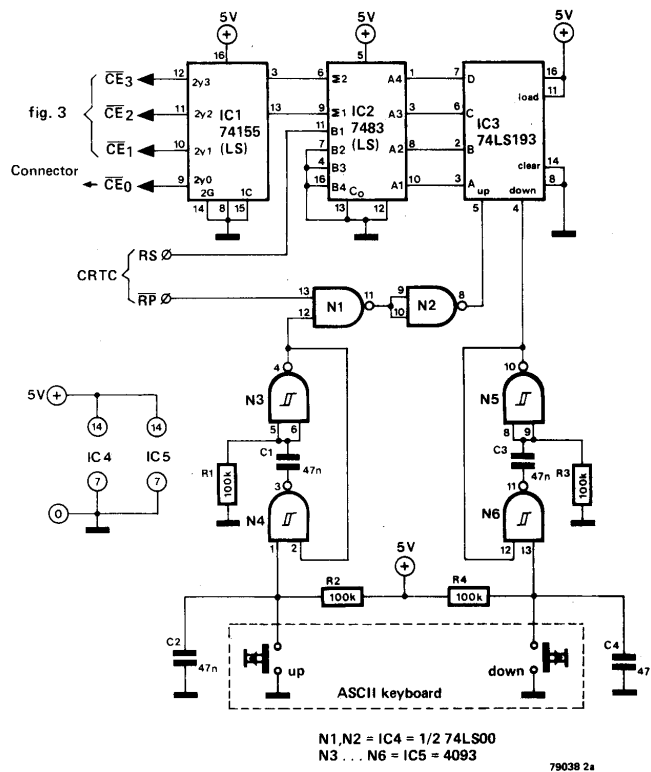 5V
5V
5V
16
5
CE3
12
2y3
3
6
Σ2
A4
1
7
D
16
load
11
fig. 3
CE2
11
2y2
IC1
74155
(LS)
13
9
Σ1
IC2
7483
(LS)
A3
3
6
C
IC3
74LS193
11
B1
CE1
10
2y1
7
B2
A2
8
2
B
4
B3
clear
14
Connector
CE0
9
2y0
16
B4
A1
10
3
A
8
2G
1C
C0
up
down
14
8
15
13
12
5
4
CRTC
RS
RP
13
12
N1
11
9
10
N2
8
4
10
5V
N3
N5
14
14
5
6
8
9
IC4
IC5
R1
100k
C1
47n
C3
47n
R3
100k
7
7
3
11
0
N4
N6
1
2
12
13
5V
R2
100k
R4
100k
C2
47n
up
down
C4
47
ASCII keyboard
N1,N2 = IC4 = 1/2 74LS00
N3 ... N6 = IC5 = 4093
79038 2a